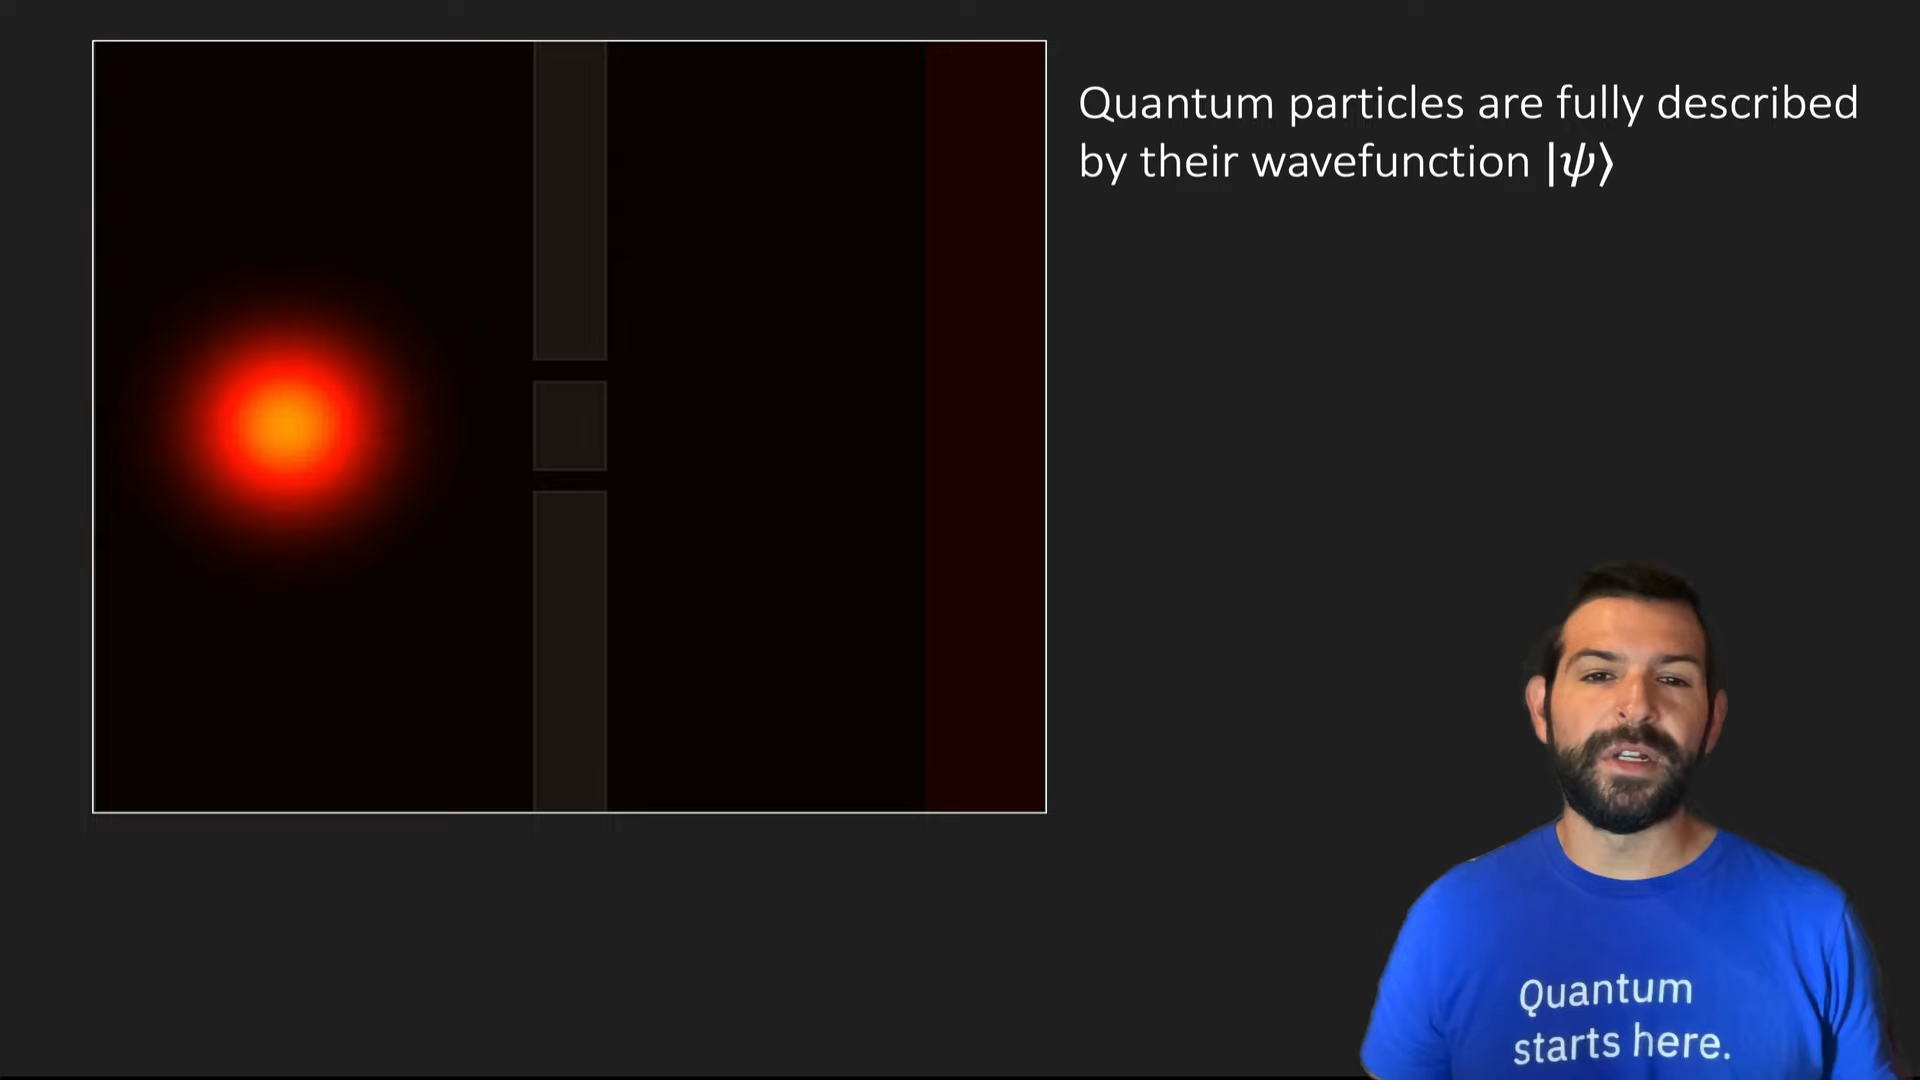 Quantum particles are fully described
by their wavefunction |ψ⟩
Quantum
starts here.